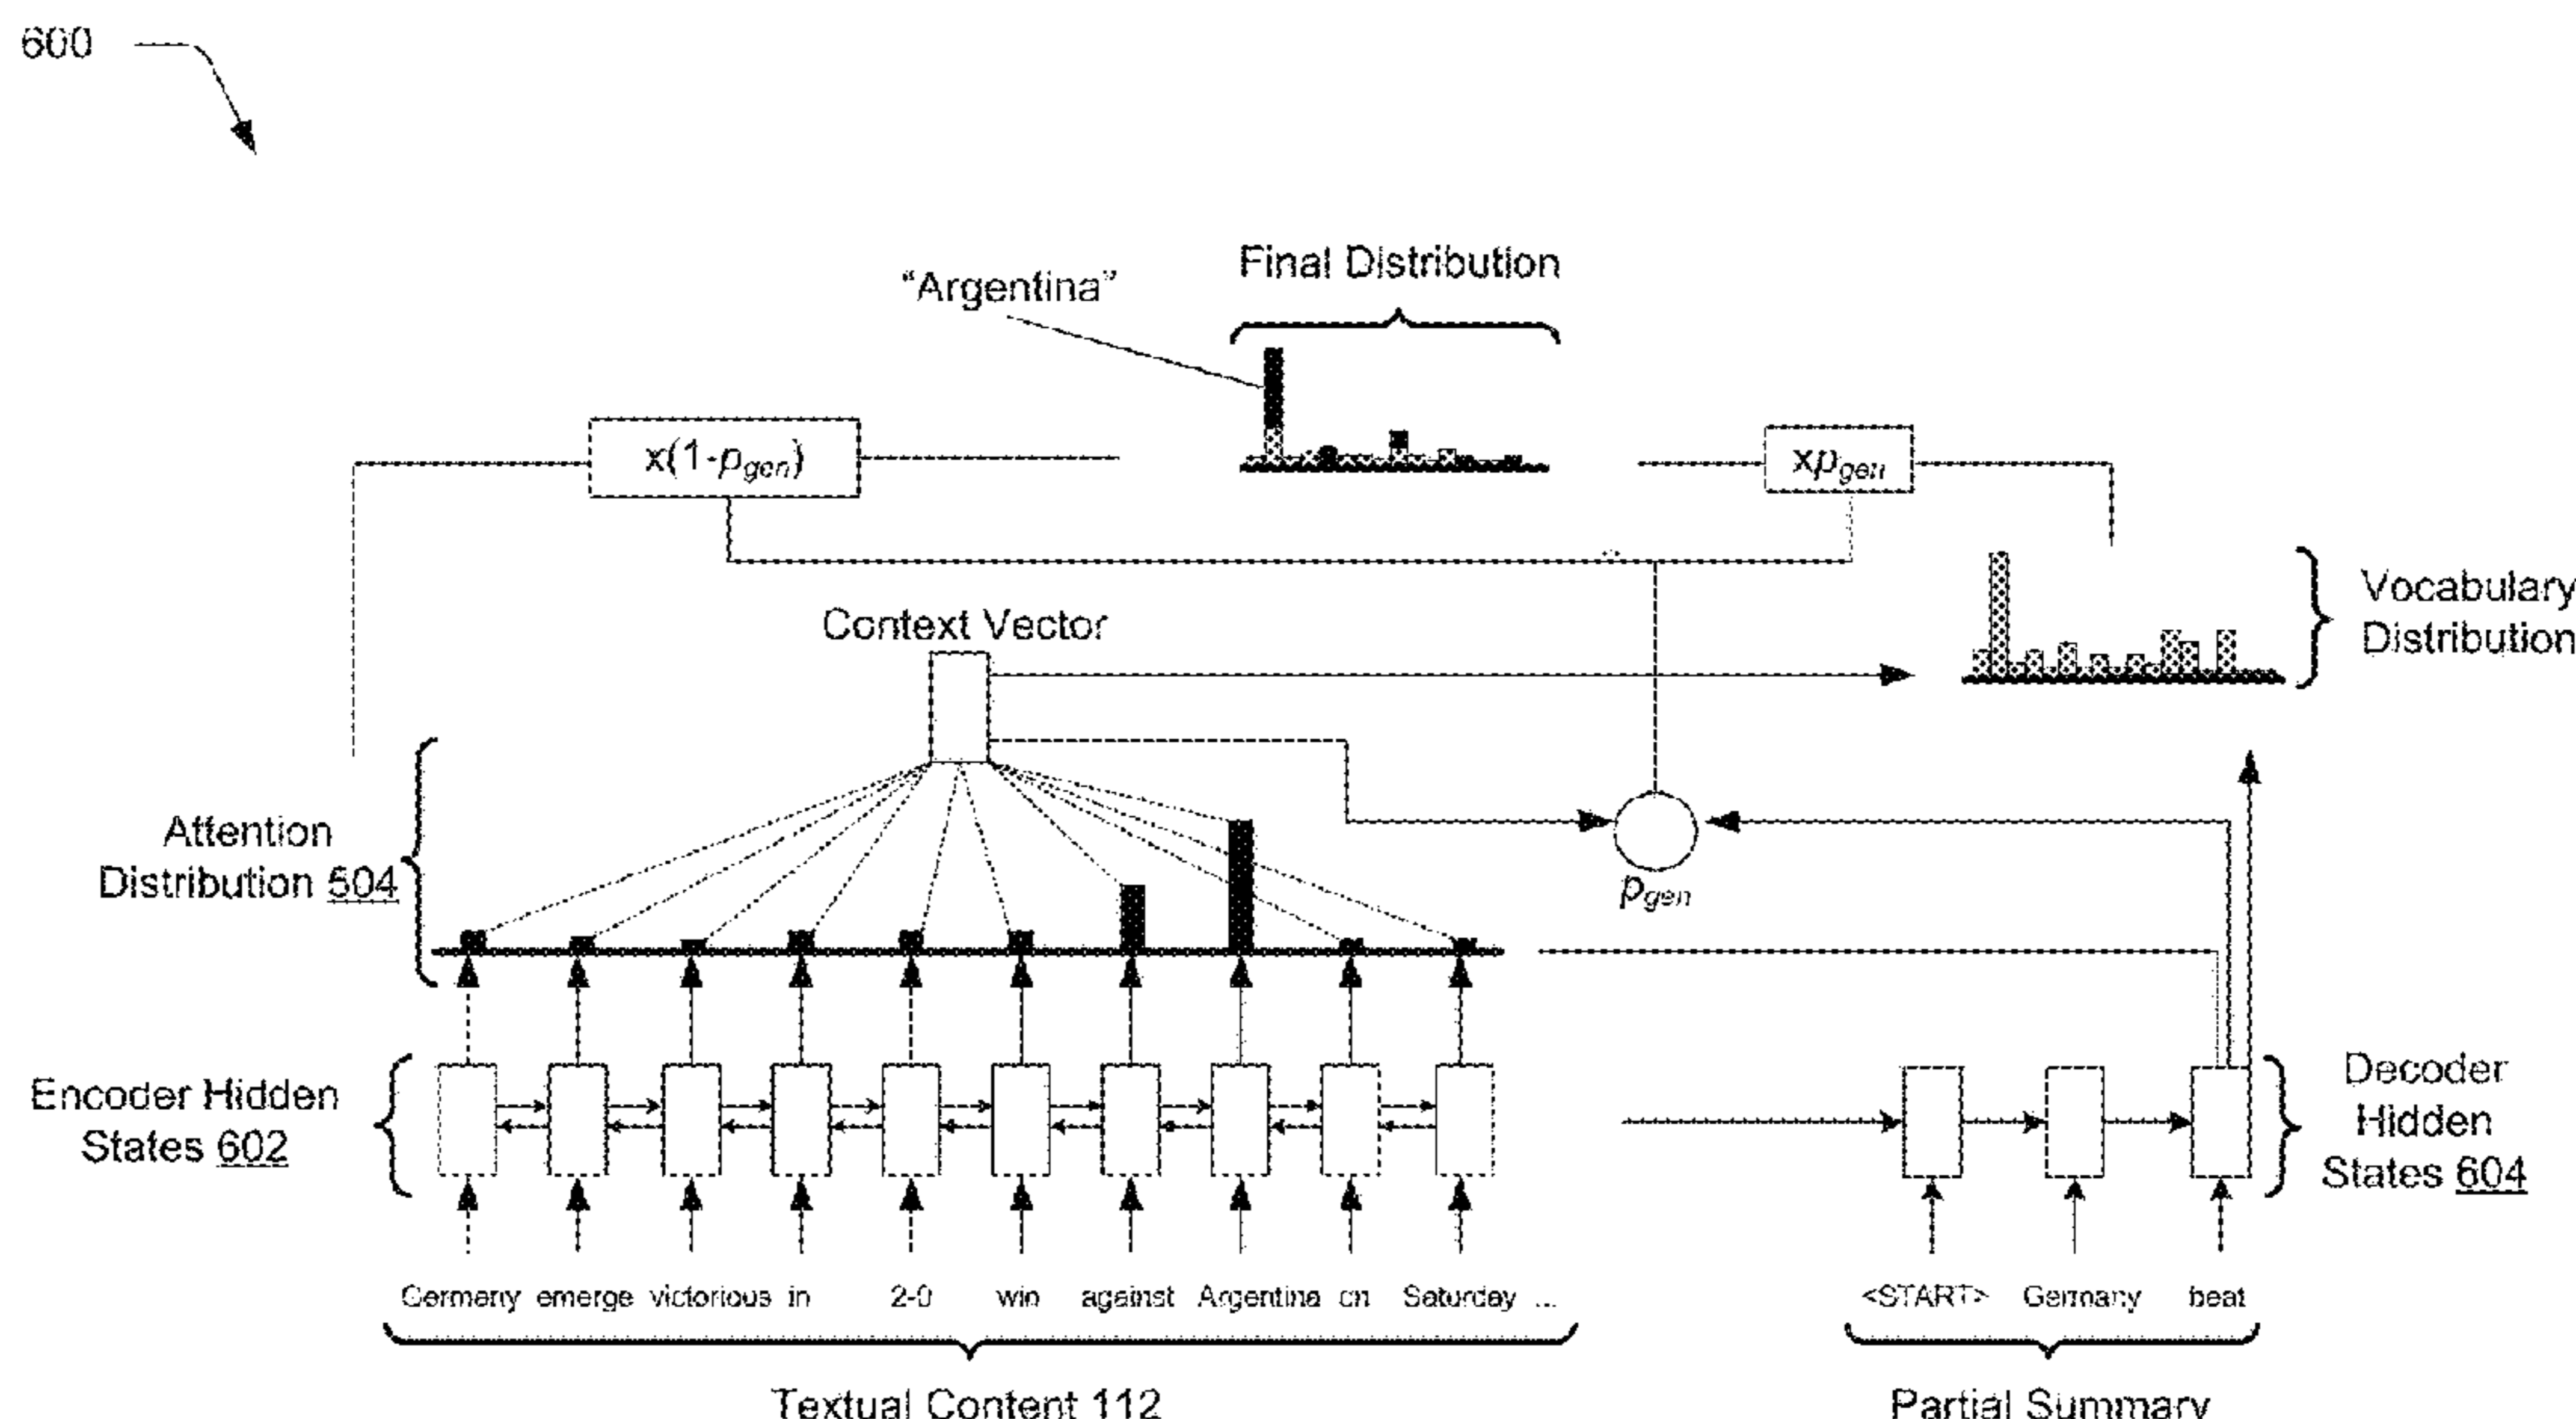 600
Final Distribution
“Argentina”
x(1-pgen)
xpgen
Vocabulary
Distribution
Context Vector
Attention
Distribution 504
pgen
Encoder Hidden
States 602
Decoder
Hidden
States 604
Germany emerge victorious in 2-0 win against Argentina on Saturday ...
<START> Germany beat
Textual Content 112
Partial Summary